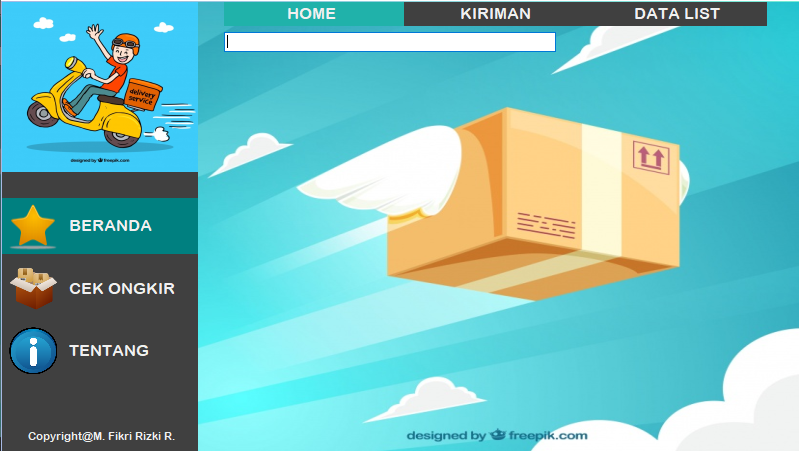 HOME KIRIMAN DATA LIST
delivery
service
designed by freepik.com
BERANDA
CEK ONGKIR
TENTANG
Copyright@M. Fikri Rizki R.
designed by freepik.com